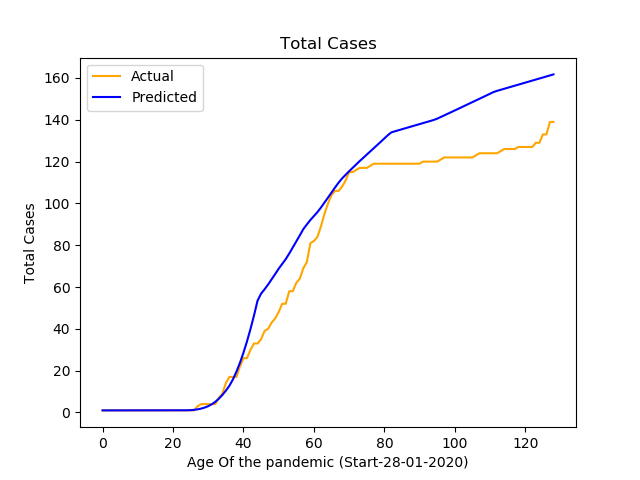 Total Cases
Actual
Predicted
160
140
120
100
80
60
40
20
0
Total Cases
0 20 40 60 80 100 120
Age Of the pandemic (Start-28-01-2020)